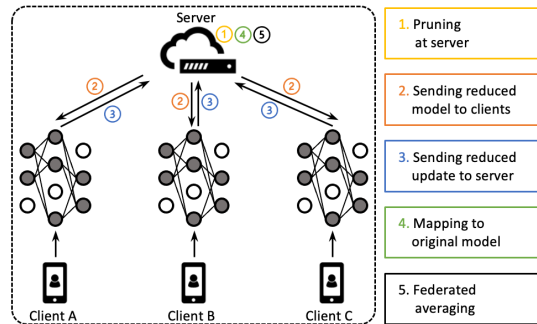 Server
1 4 5
2 2 2
3 3 3
Client A Client B Client C
1. Pruning
at server
2. Sending reduced
model to clients
3. Sending reduced
update to server
4. Mapping to
original model
5. Federated
averaging